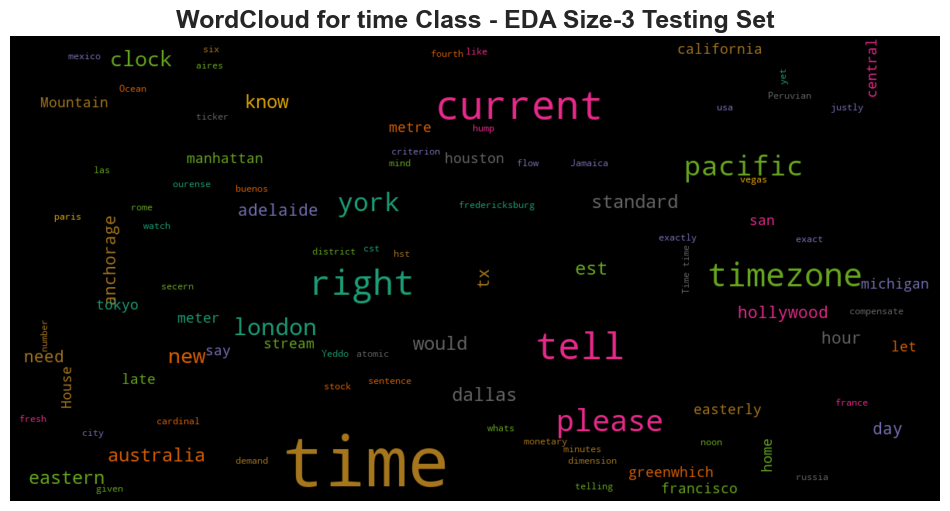 WordCloud for time Class - EDA Size-3 Testing Set
mexico
clock
six
aires
fourth
like
california
central
yet
Mountain
Ocean
know
ticker
current
metre
hump
Peruvian
usa
justly
las
manhattan
criterion
mind
houston
flow
Jamaica
pacific
vegas
ourense
buenos
paris
rome
watch
adelaide
york
fredericksburg
standard
san
anchorage
district
cst
hst
exactly
exact
secern
right
tx
est
Time time
timezone
michigan
tokyo
meter
london
hollywood
compensate
number
need
new
say
stream
Yeddo
atomic
would
tell
hour
let
House
late
stock
sentence
dallas
fresh
city
cardinal
whats
please
easterly
france
day
australia
demand
time
monetary
minutes
dimension
noon
home
eastern
given
telling
greenwhich
francisco
russia